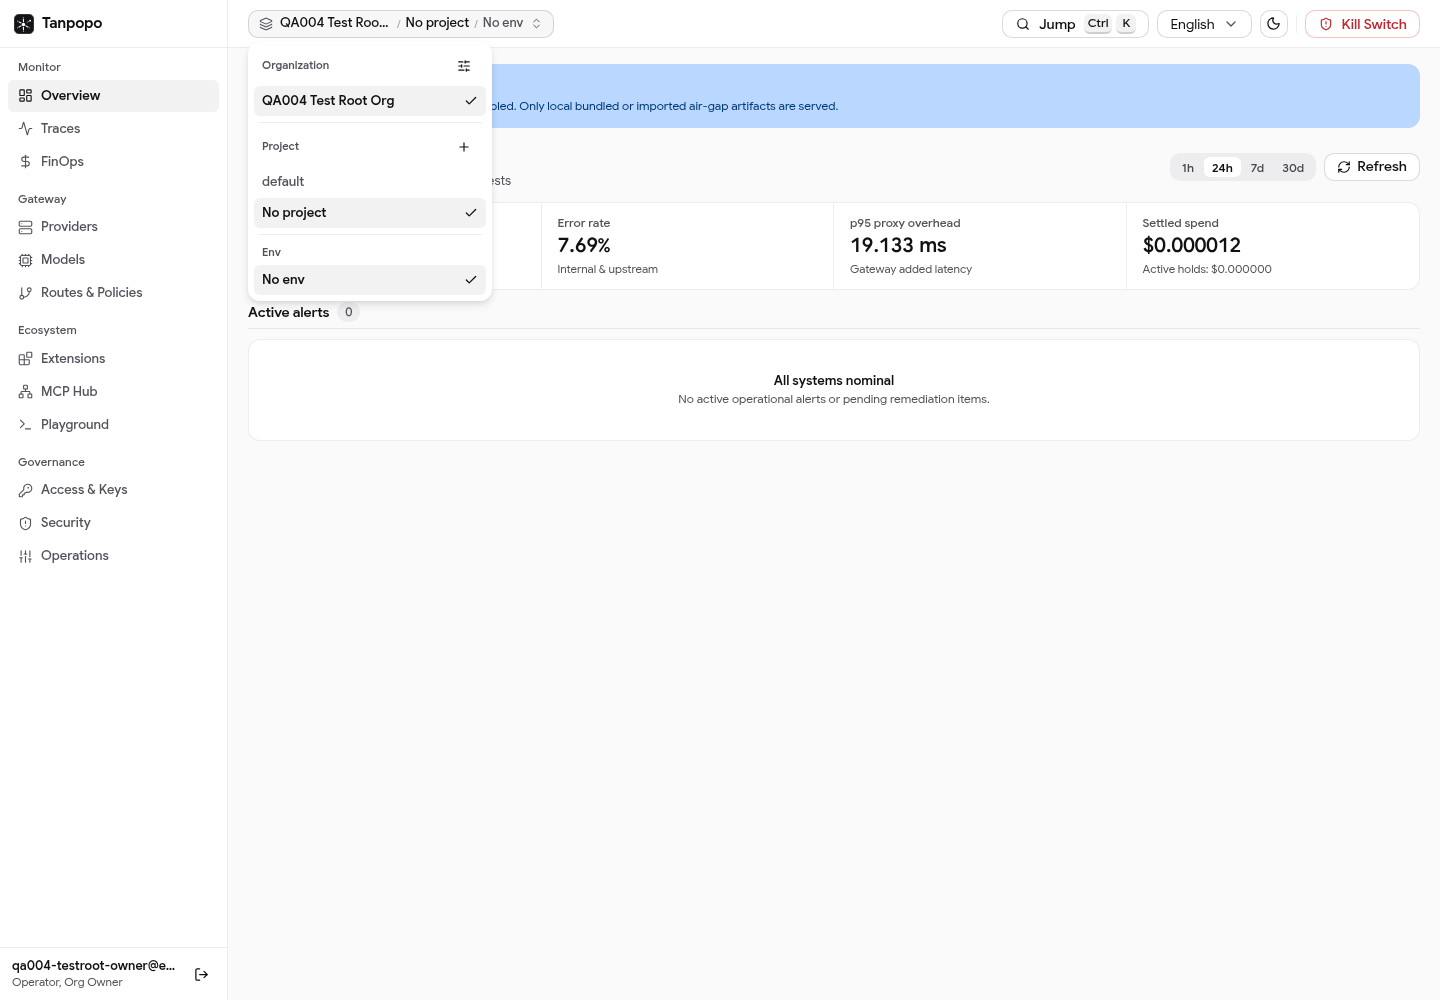 Tanpopo
QA004 Test Roo... / No project / No env
Jump Ctrl K
English
Kill Switch
Monitor
Overview
Traces
FinOps
Gateway
Providers
Models
Routes & Policies
Ecosystem
Extensions
MCP Hub
Playground
Governance
Access & Keys
Security
Operations
qa004-testroot-owner@e...
Operator, Org Owner
Organization
QA004 Test Root Org
Project
default
No project
Env
No env
Only local bundled or imported air-gap artifacts are served.
1h 24h 7d 30d
Refresh
Error rate
7.69%
Internal & upstream
p95 proxy overhead
19.133 ms
Gateway added latency
Settled spend
$0.000012
Active holds: $0.000000
Active alerts 0
All systems nominal
No active operational alerts or pending remediation items.